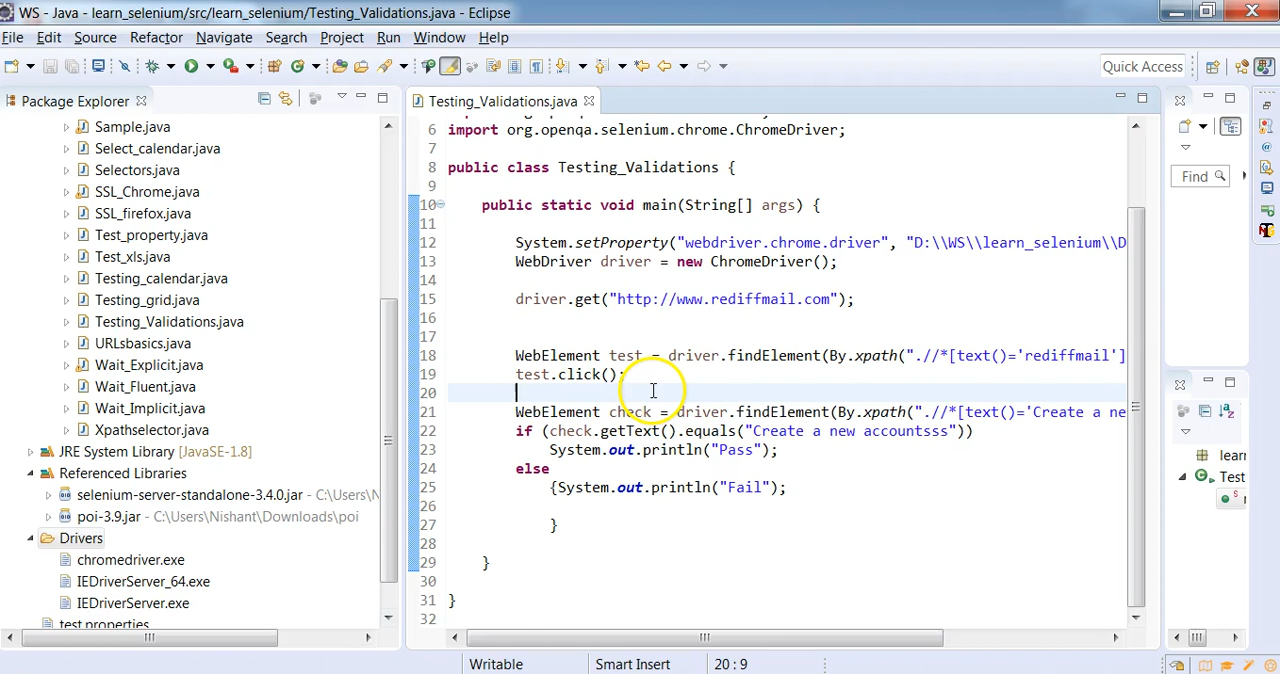 WS - Java - learn_selenium/src/learn_selenium/Testing_Validations.java - Eclipse
File Edit Source Refactor Navigate Search Project Run Window Help
Quick Access
Package Explorer
Sample.java
Select_calendar.java
Selectors.java
SSL_Chrome.java
SSL_firefox.java
Test_property.java
Test_xls.java
Testing_calendar.java
Testing_grid.java
Testing_Validations.java
URLsbasics.java
Wait_Explicit.java
Wait_Fluent.java
Wait_Implicit.java
Xpathselector.java
JRE System Library [JavaSE-1.8]
Referenced Libraries
selenium-server-standalone-3.4.0.jar - C:\Users\N
poi-3.9.jar - C:\Users\Nishant\Downloads\poi
Drivers
chromedriver.exe
IEDriverServer_64.exe
IEDriverServer.exe
test.properties
Testing_Validations.java
6 import org.openqa.selenium.chrome.ChromeDriver;
7
8 public class Testing_Validations {
9
10 public static void main(String[] args) {
11
12 System.setProperty("webdriver.chrome.driver", "D:\\WS\\learn_selenium\\D
13 WebDriver driver = new ChromeDriver();
14
15 driver.get("http://www.rediffmail.com");
16
17
18 WebElement test = driver.findElement(By.xpath(".//*[text()='rediffmail']
19 test.click();
20
21 WebElement check = driver.findElement(By.xpath(".//*[text()='Create a ne
22 if (check.getText().equals("Create a new accountsss"))
23 System.out.println("Pass");
24 else
25 {System.out.println("Fail");
26
27 }
28
29 }
30
31 }
32
Find
learn
Test
Writable Smart Insert 20 : 9